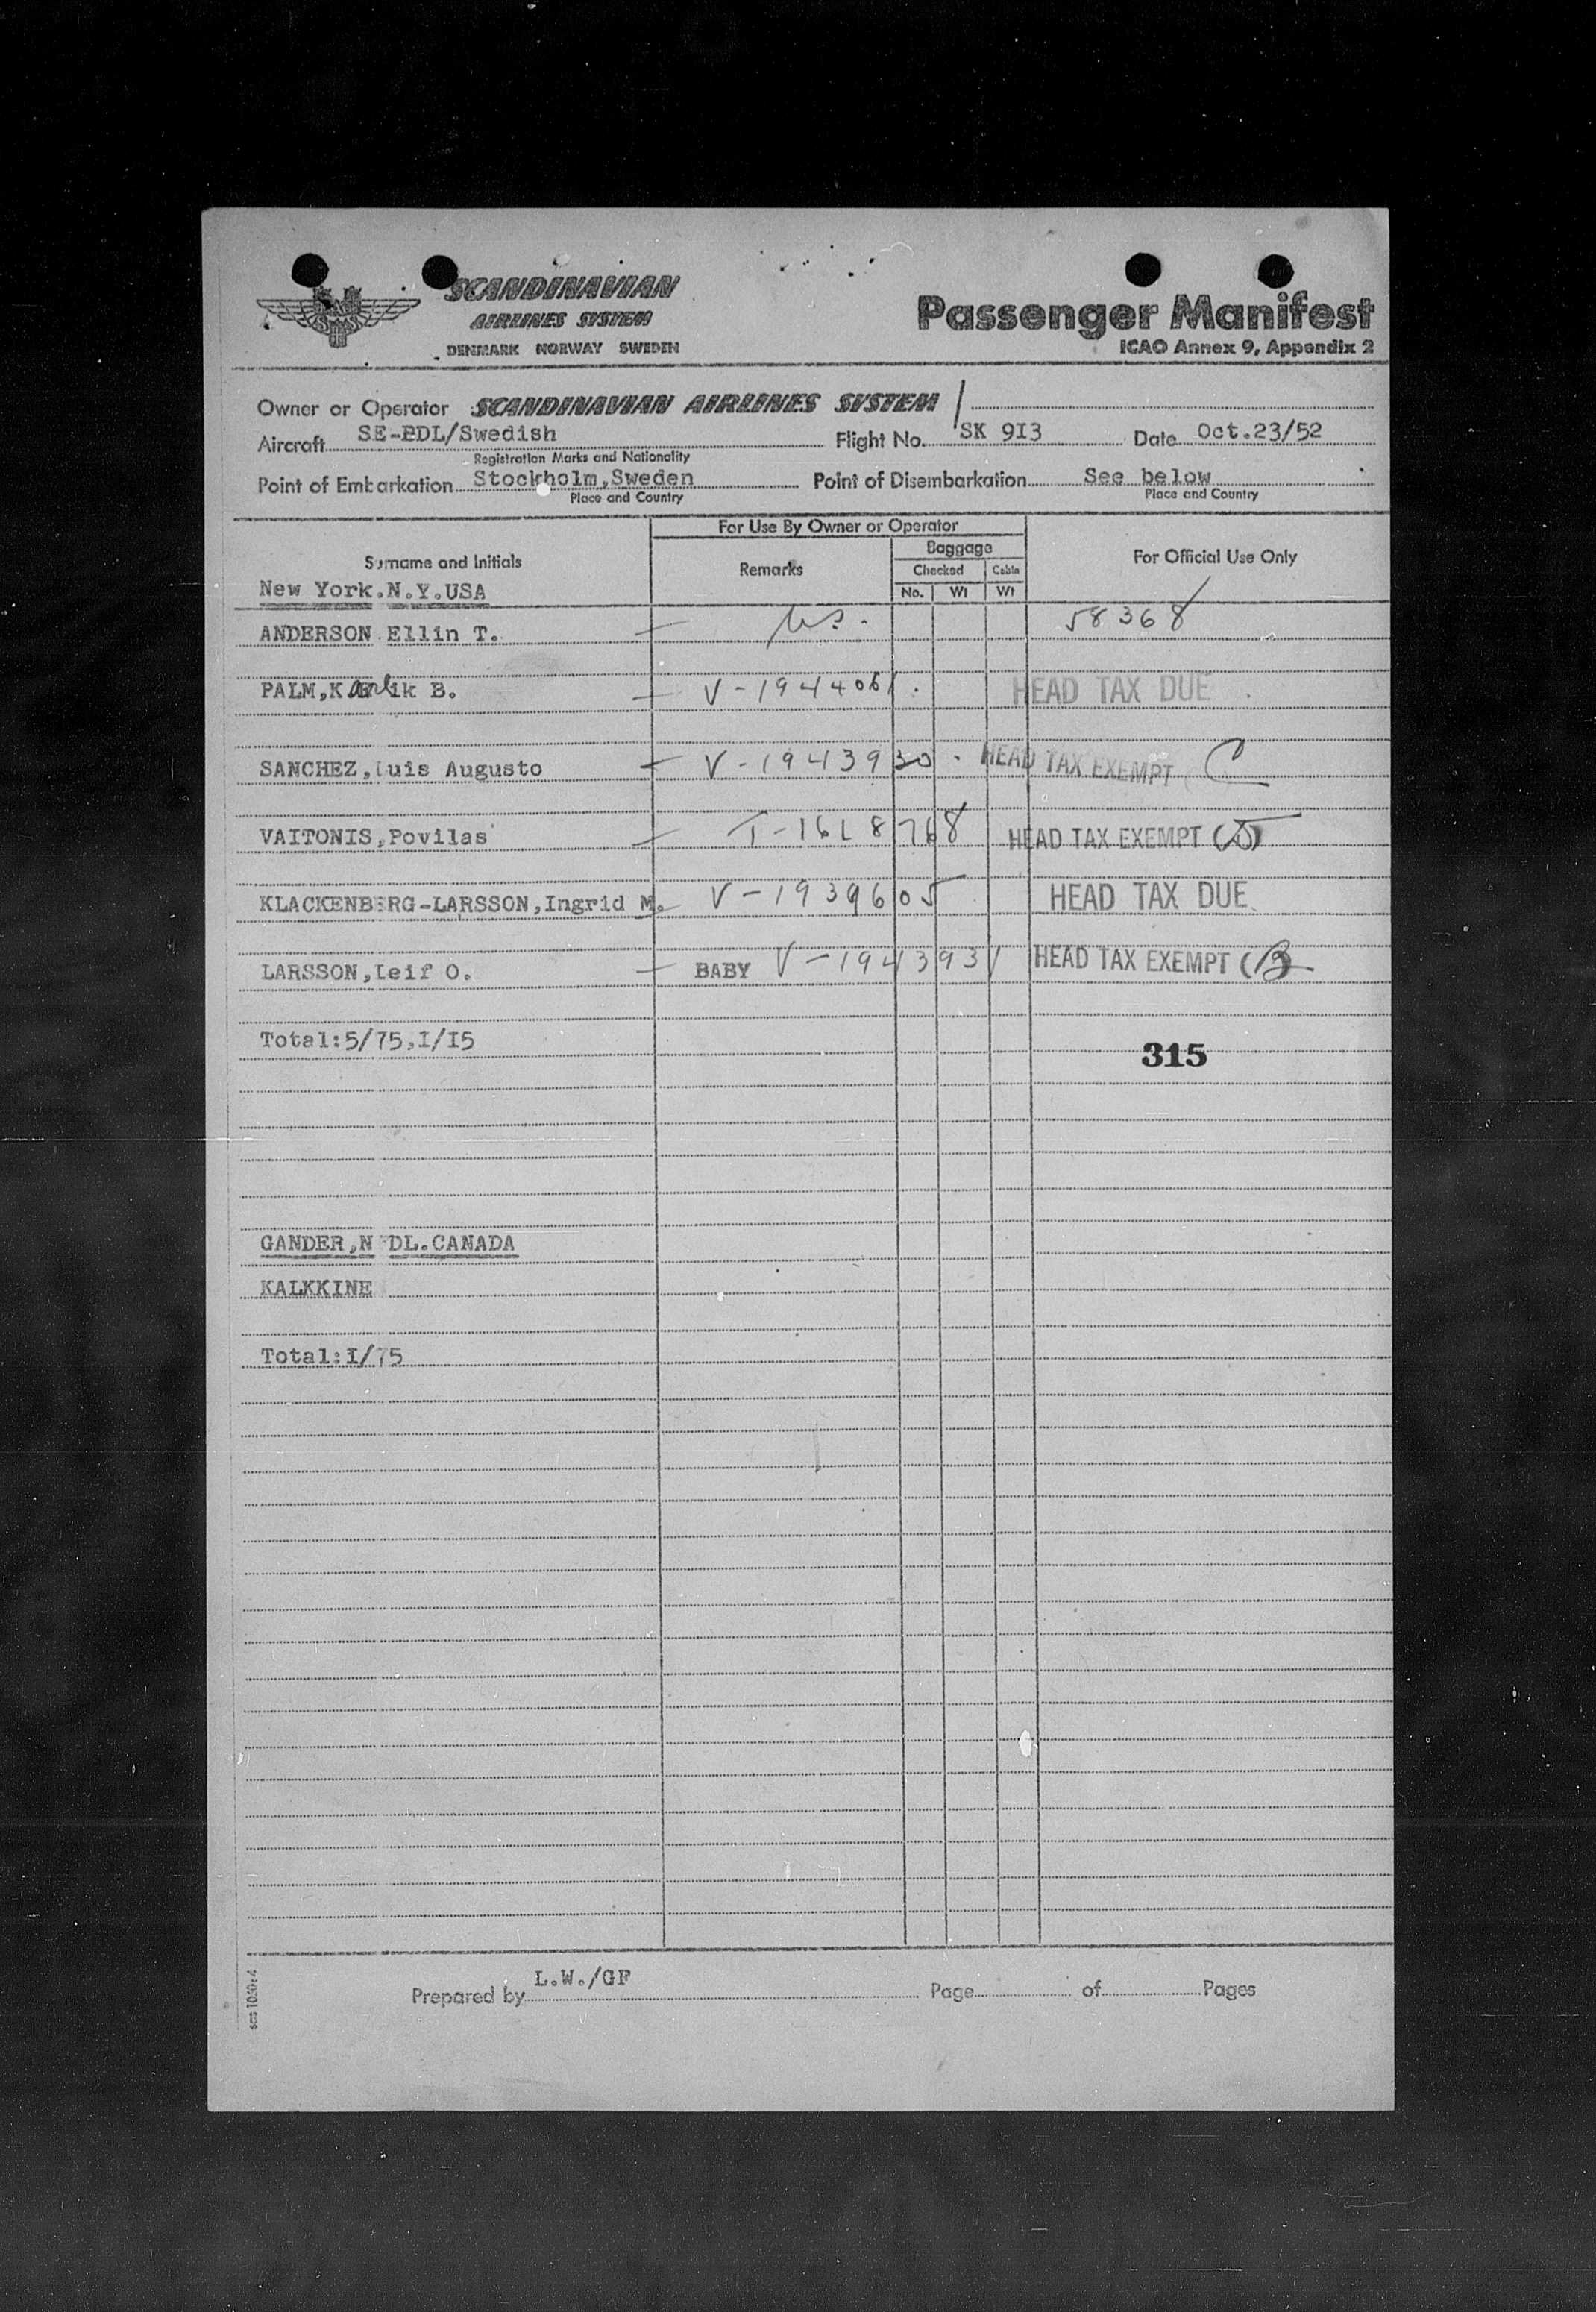 SAS
SCANDINAVIAN
AIRLINES SYSTEM
DENMARK NORWAY SWEDEN
Passenger Manifest
ICAO Annex 9, Appendix 2
Owner or Operator SCANDINAVIAN AIRLINES SYSTEM
Aircraft SE-BDL/Swedish Flight No. SK 9I3 Date Oct.23/52
Registration Marks and Nationality
Point of Embarkation Stockholm,Sweden Point of Disembarkation See below
Place and Country Place and Country
For Use By Owner or Operator
Surname and Initials Remarks Baggage For Official Use Only
Checked Cabin
No. Wt Wt
New York.N.Y.USA
ANDERSON Ellin T. — US. 58368
PALM,K ik B. — V-1944061. HEAD TAX DUE
SANCHEZ,Luis Augusto — V-1943930. HEAD TAX EXEMPT C
VAITONIS,Povilas — T-1618768 HEAD TAX EXEMPT
KLACKENBERG-LARSSON,Ingrid M. V-1939605 HEAD TAX DUE
LARSSON,Leif O. — BABY V-1943931 HEAD TAX EXEMPT (B)
Total:5/75,I/I5
315
GANDER,N DL.CANADA
KALKKINE
Total:I/75
Prepared by L.W./GF Page of Pages